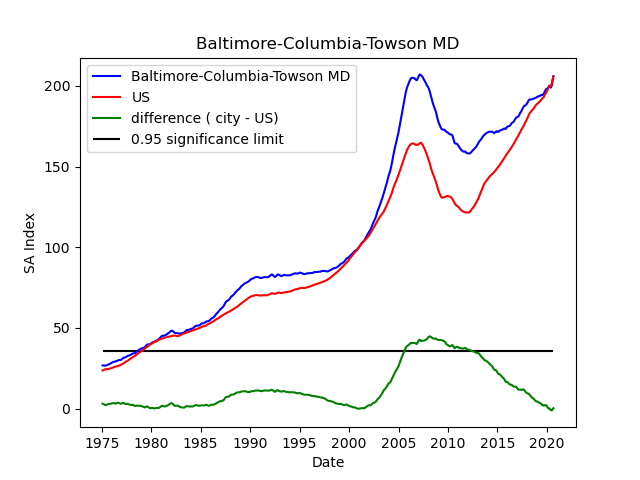 Baltimore-Columbia-Towson MD
Baltimore-Columbia-Towson MD
US
difference ( city - US)
0.95 significance limit
SA Index
200
150
100
50
0
1975 1980 1985 1990 1995 2000 2005 2010 2015 2020
Date